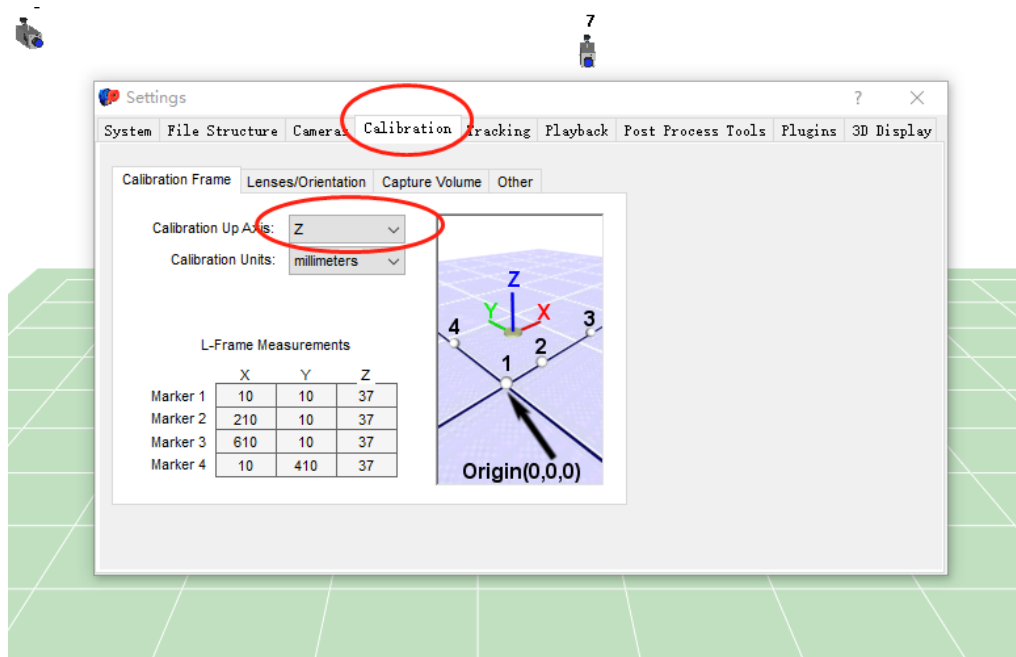 7
Settings
System File Structure Cameras Calibration Tracking Playback Post Process Tools Plugins 3D Display
Calibration Frame Lenses/Orientation Capture Volume Other
Calibration Up Axis: Z
Calibration Units: millimeters
Z
Y X
4 3
2
1
Origin(0,0,0)
L-Frame Measurements
X Y Z
Marker 1 10 10 37
Marker 2 210 10 37
Marker 3 610 10 37
Marker 4 10 410 37